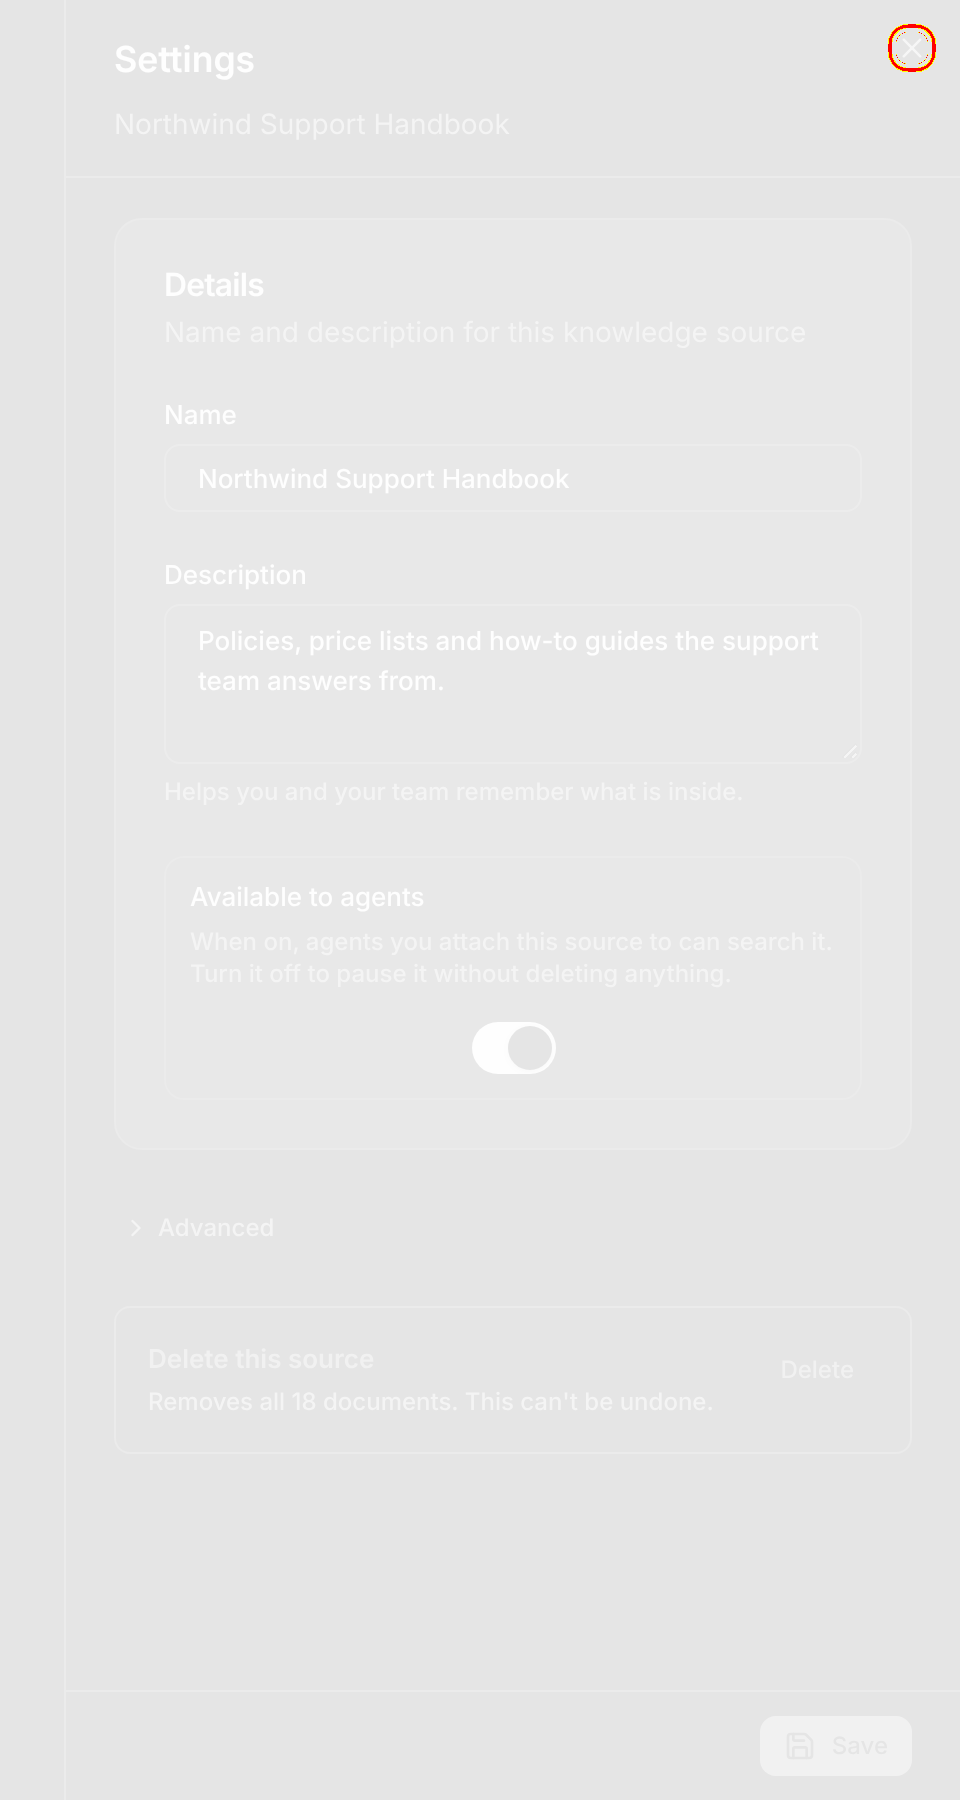 Settings
Northwind Support Handbook
Details
Name and description for this knowledge source
Name
Northwind Support Handbook
Description
Policies, price lists and how-to guides the support
team answers from.
Helps you and your team remember what is inside.
Available to agents
When on, agents you attach this source to can search it.
Turn it off to pause it without deleting anything.
Advanced
Delete this source
Delete
Removes all 18 documents. This can't be undone.
Save